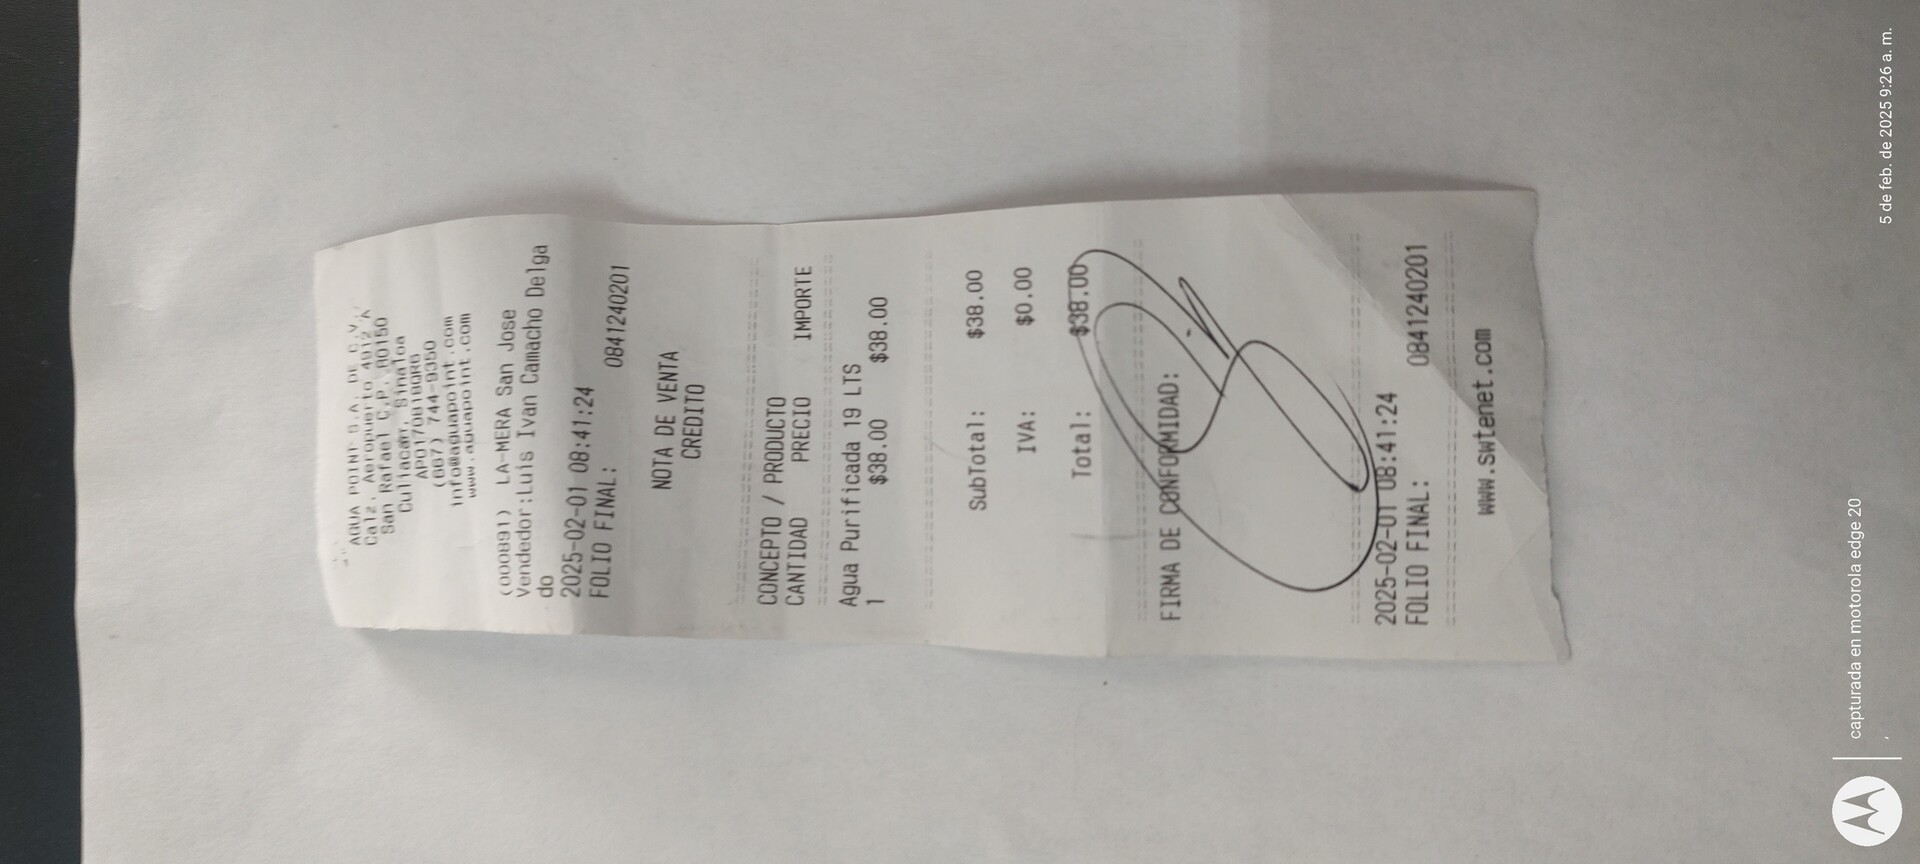 AGUA POINT S.A. DE C.V.
Calz. Aeropuerto 4912 A
San Rafael C.P. 80150
Culiacán, Sinaloa
APO170818QR6
(667) 744-9350
info@aguapoint.com
www.aguapoint.com
(000891) LA-MERA San Jose
Vendedor:Luis Ivan Camacho Delga
do
2025-02-01 08:41:24
FOLIO FINAL: 0841240201
NOTA DE VENTA
CREDITO
CONCEPTO / PRODUCTO
CANTIDAD PRECIO IMPORTE
Agua Purificada 19 LTS
1 $38.00 $38.00
SubTotal: $38.00
IVA: $0.00
Total: $38.00
FIRMA DE CONFORMIDAD:
2025-02-01 08:41:24
FOLIO FINAL: 0841240201
www.swtenet.com
capturada en motorola edge 20
5 de feb. de 2025 9:26 a. m.